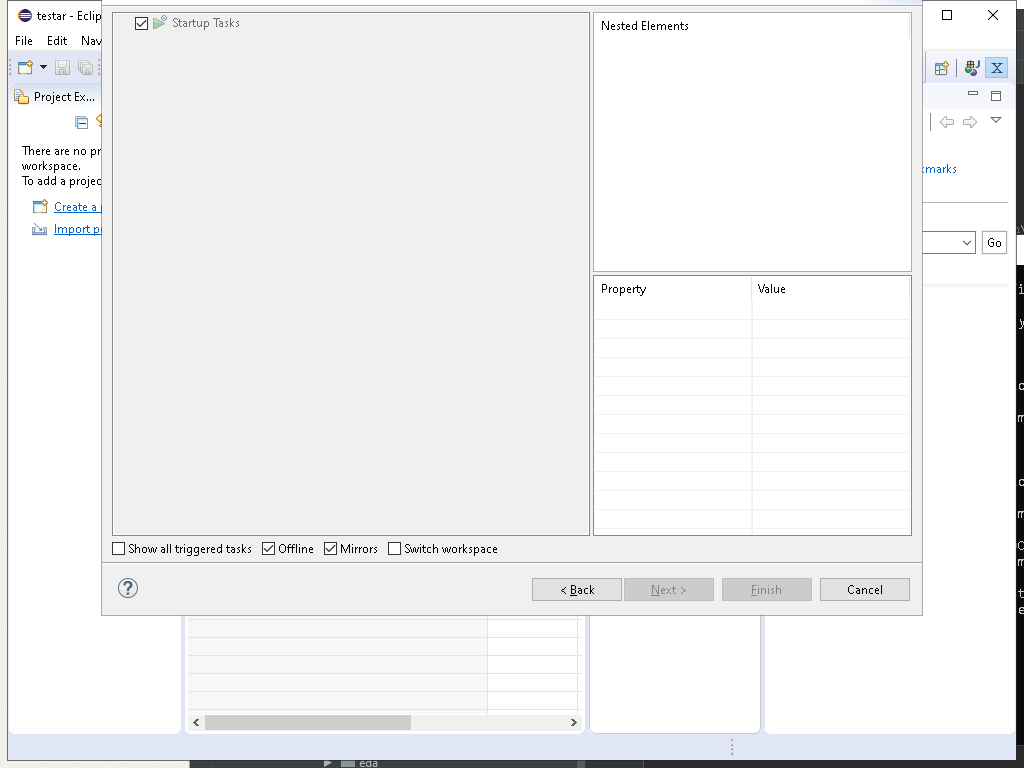 testar - Eclip
File Edit Nav
Project Ex...
There are no pr
workspace.
To add a projec
Create a p
Import pr
Startup Tasks
Nested Elements
Property Value
Show all triggered tasks Offline Mirrors Switch workspace
< Back Next > Finish Cancel
kmarks
Go
eda